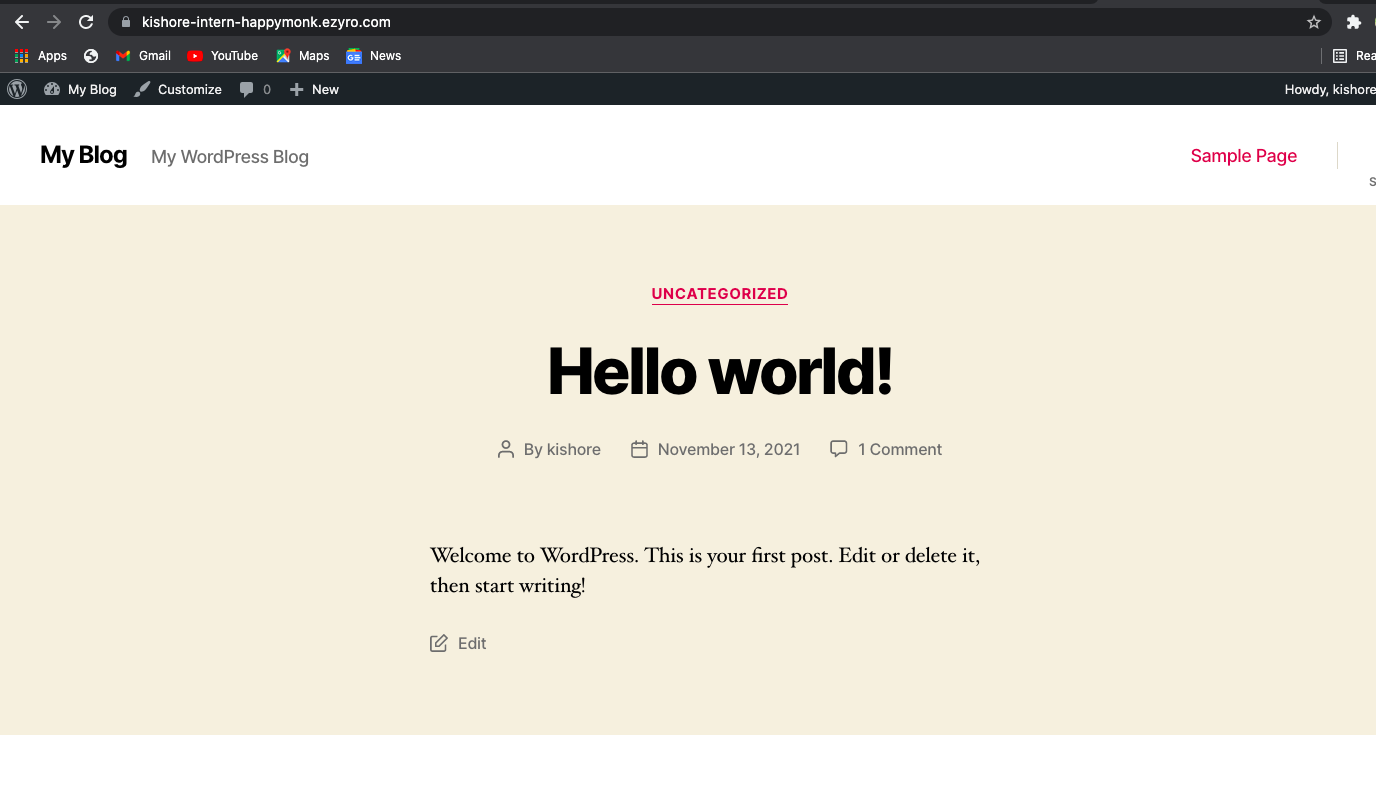 kishore-intern-happymonk.ezyro.com
Apps Gmail YouTube Maps News
My Blog Customize 0 New Howdy, kishore
My Blog My WordPress Blog Sample Page
UNCATEGORIZED
Hello world!
By kishore November 13, 2021 1 Comment
Welcome to WordPress. This is your first post. Edit or delete it,
then start writing!
Edit